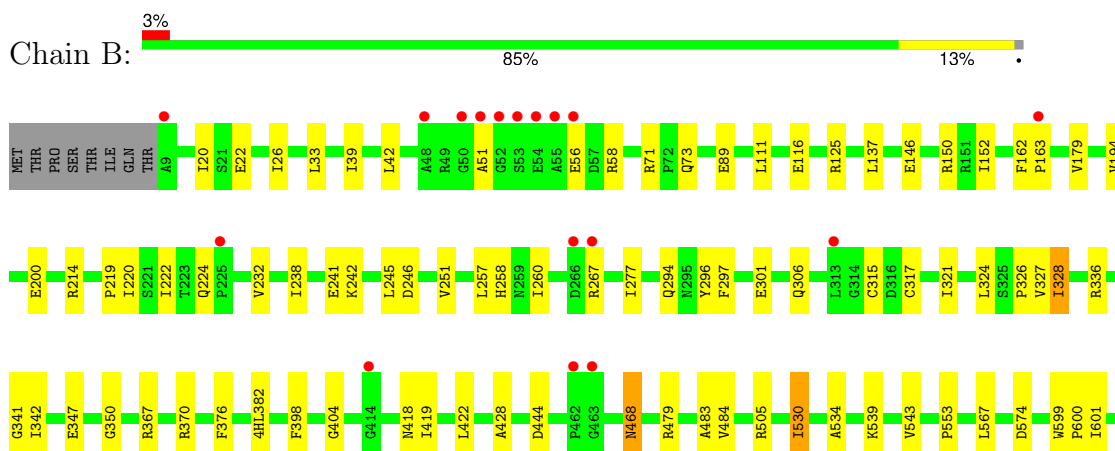 3%
Chain B:
85% 13% •
MET THR PRO SER THR ILE GLN THR A9 I20 S21 E22 I26 L33 I39 L42 A48 R49 G50 A51 G52 S53 E54 A55 E56 D57 R58 R71 P72 Q73 E89 L111 E116 R125 L137 E146 R150 R151 I152 F162 P163 V179 V194
E200 R214 P219 I220 S221 I222 T223 Q224 P225 V232 I238 E241 K242 L245 D246 V251 L257 H258 N259 I260 D266 R267 I277 Q294 N295 Y296 F297 E301 Q306 L313 G314 C315 D316 C317 I321 L324 S325 P326 V327 I328 R336
G341 I342 E347 G350 R367 R370 F376 4HL382 F398 G404 G414 N418 I419 L422 A428 D444 P462 G463 N468 R479 A483 V484 R505 I530 A534 K539 V543 P553 L567 D574 W599 P600 I601